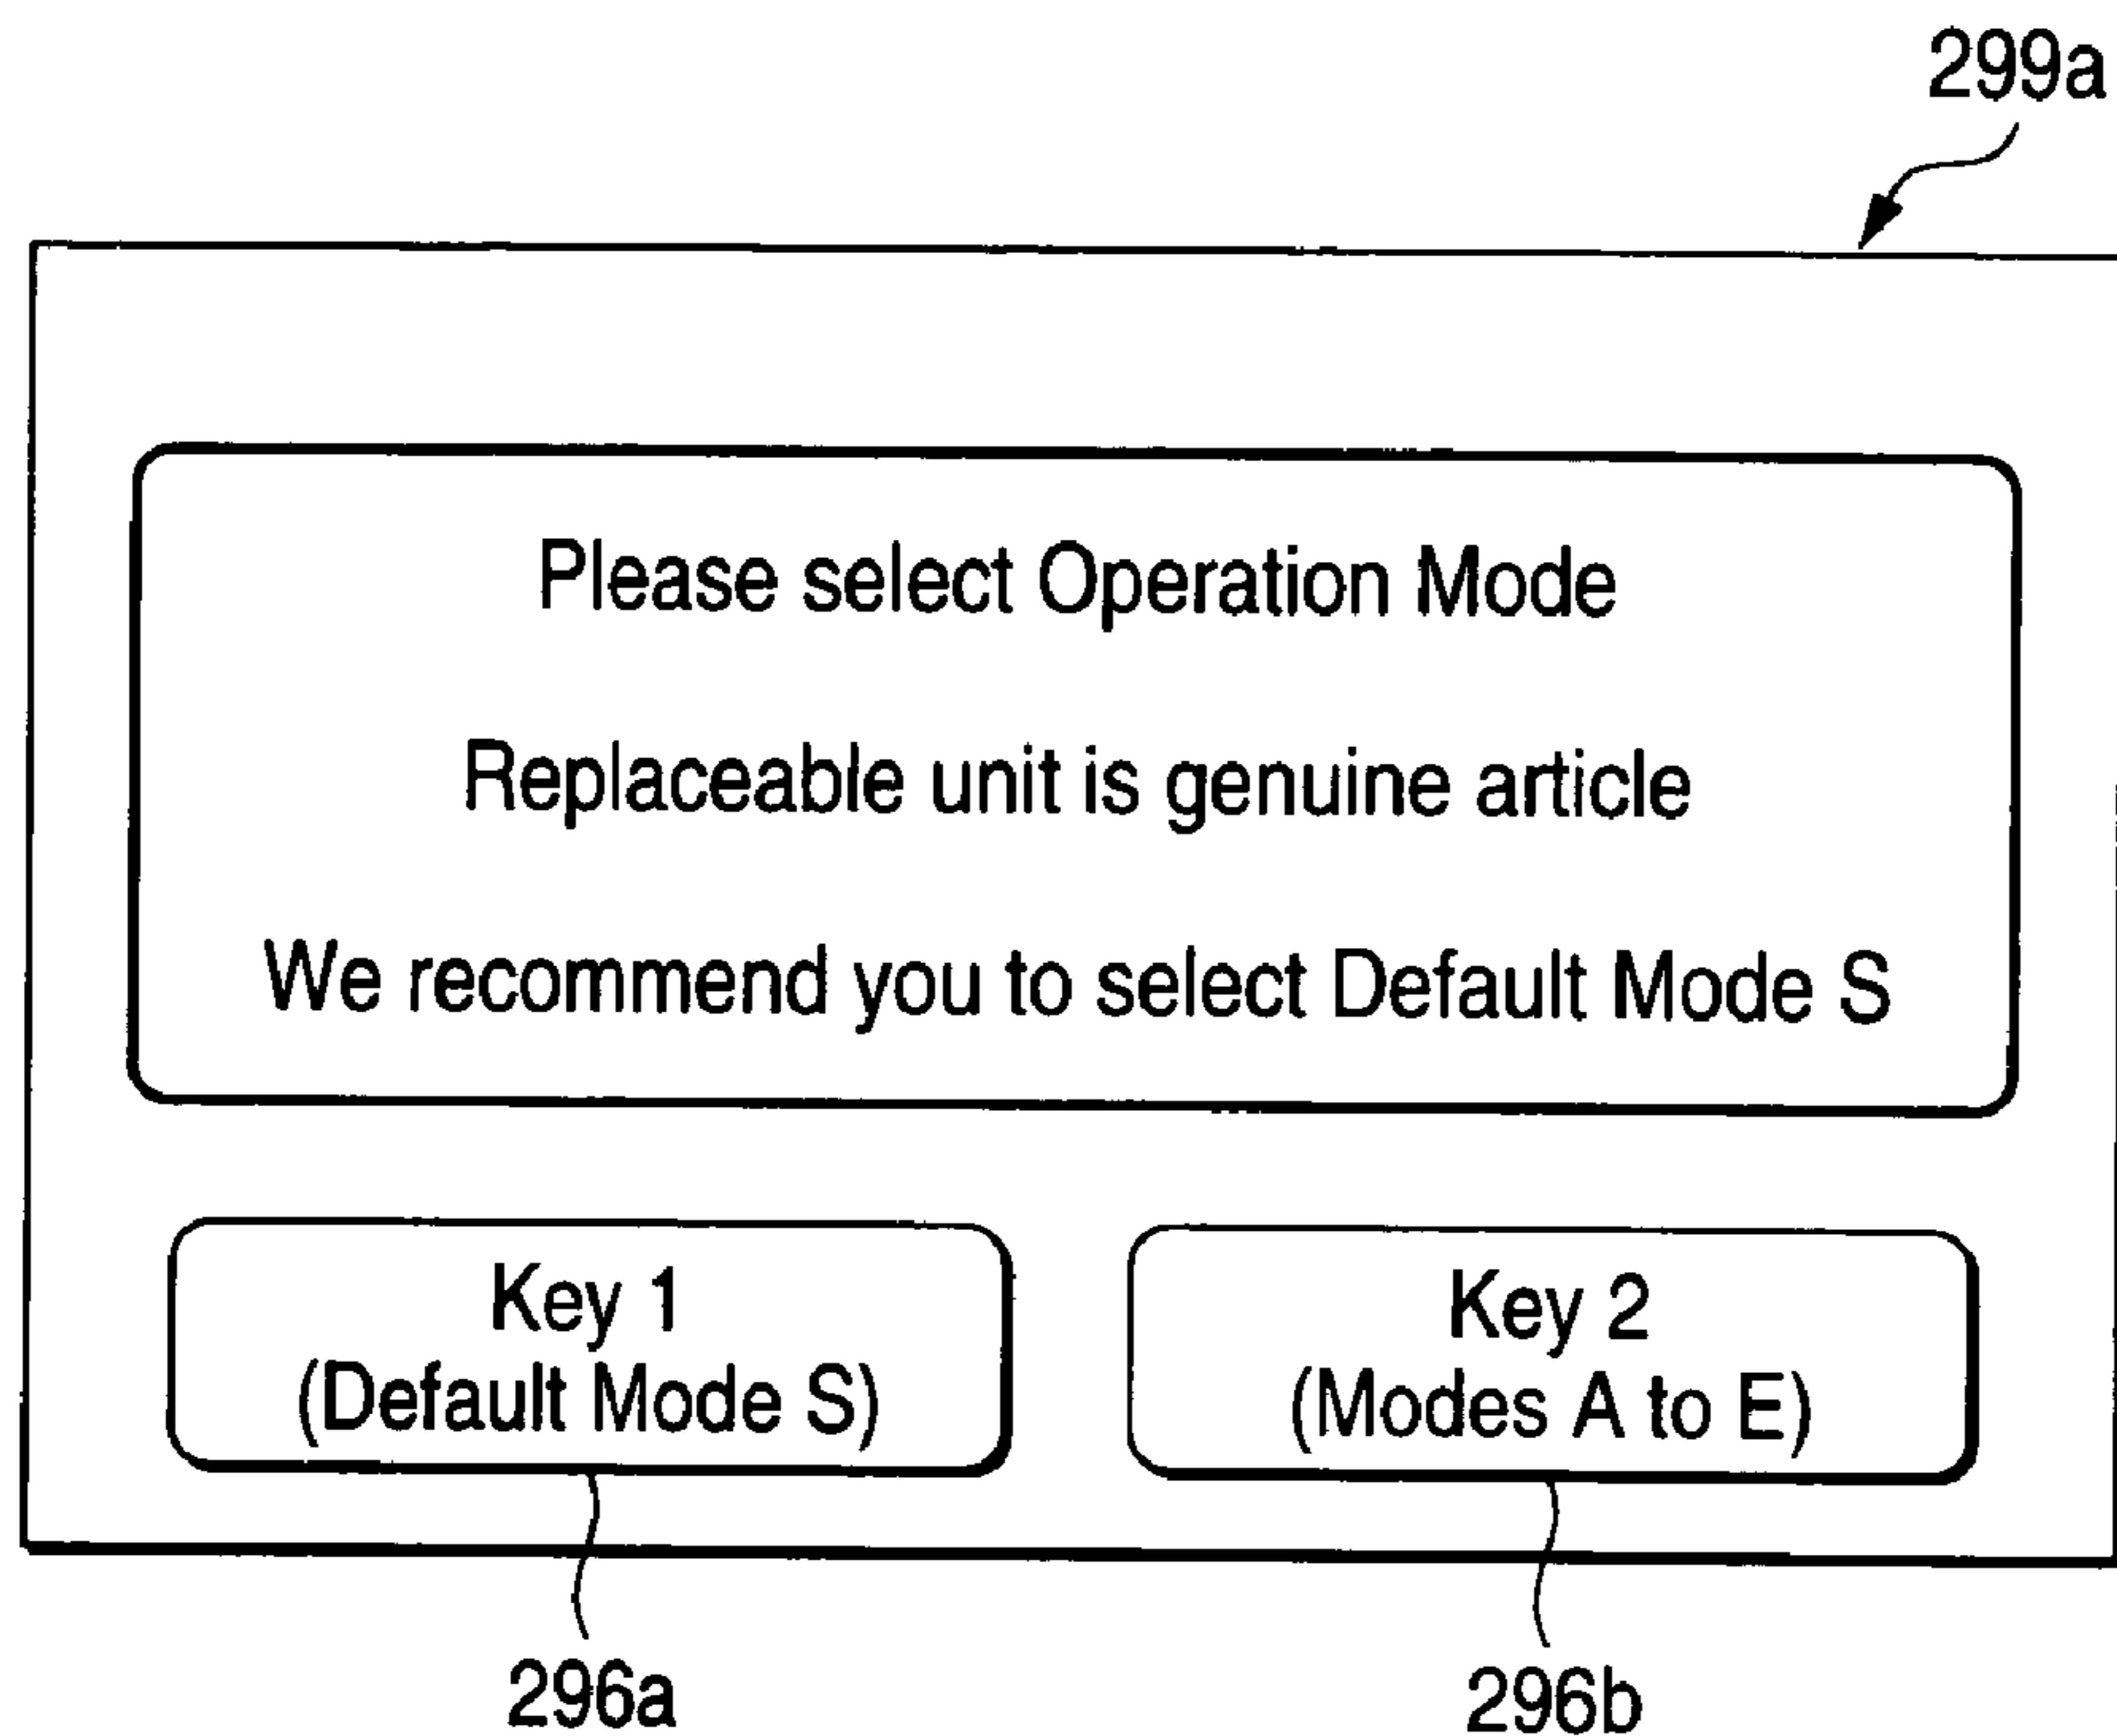 299a
Please select Operation Mode
Replaceable unit is genuine article
We recommend you to select Default Mode S
Key 1
(Default Mode S)
Key 2
(Modes A to E)
296a
296b